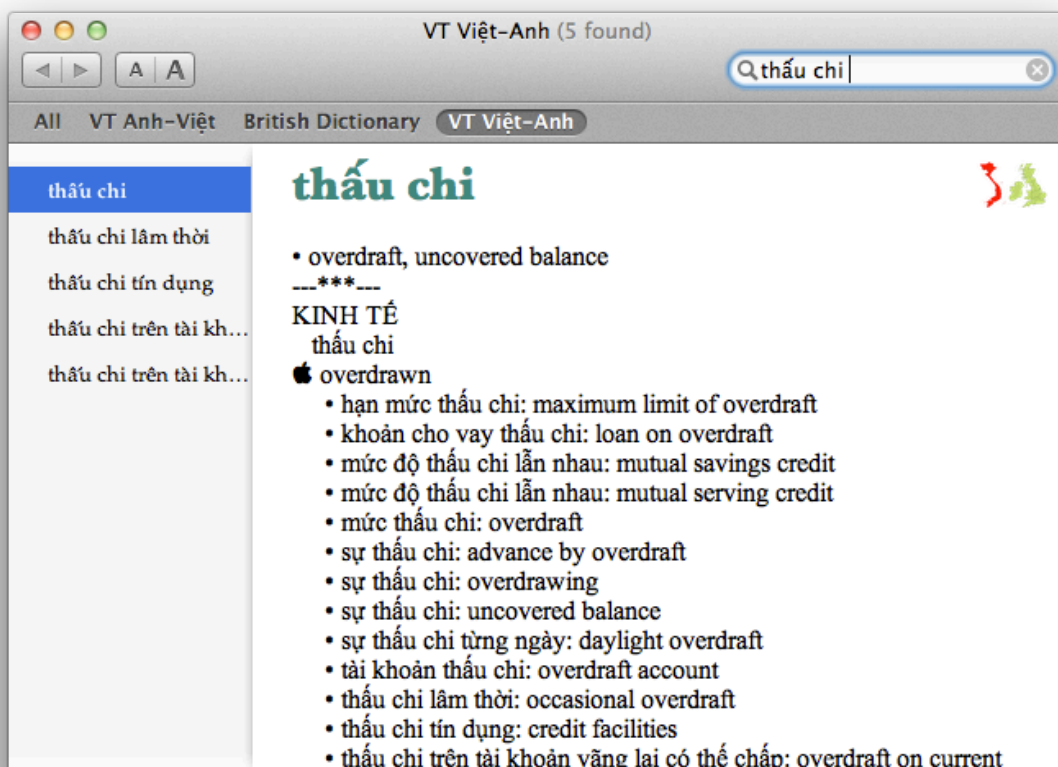 VT Việt–Anh (5 found)
A A
thấu chi
All VT Anh–Việt British Dictionary VT Việt–Anh
thấu chi
thấu chi lâm thời
thấu chi tín dụng
thấu chi trên tài kh...
thấu chi trên tài kh...
thấu chi
• overdraft, uncovered balance
---***---
KINH TẾ
thấu chi
overdrawn
• hạn mức thấu chi: maximum limit of overdraft
• khoản cho vay thấu chi: loan on overdraft
• mức độ thấu chi lẫn nhau: mutual savings credit
• mức độ thấu chi lẫn nhau: mutual serving credit
• mức thấu chi: overdraft
• sự thấu chi: advance by overdraft
• sự thấu chi: overdrawing
• sự thấu chi: uncovered balance
• sự thấu chi từng ngày: daylight overdraft
• tài khoản thấu chi: overdraft account
• thấu chi lâm thời: occasional overdraft
• thấu chi tín dụng: credit facilities
• thấu chi trên tài khoản vãng lai có thế chấp: overdraft on current